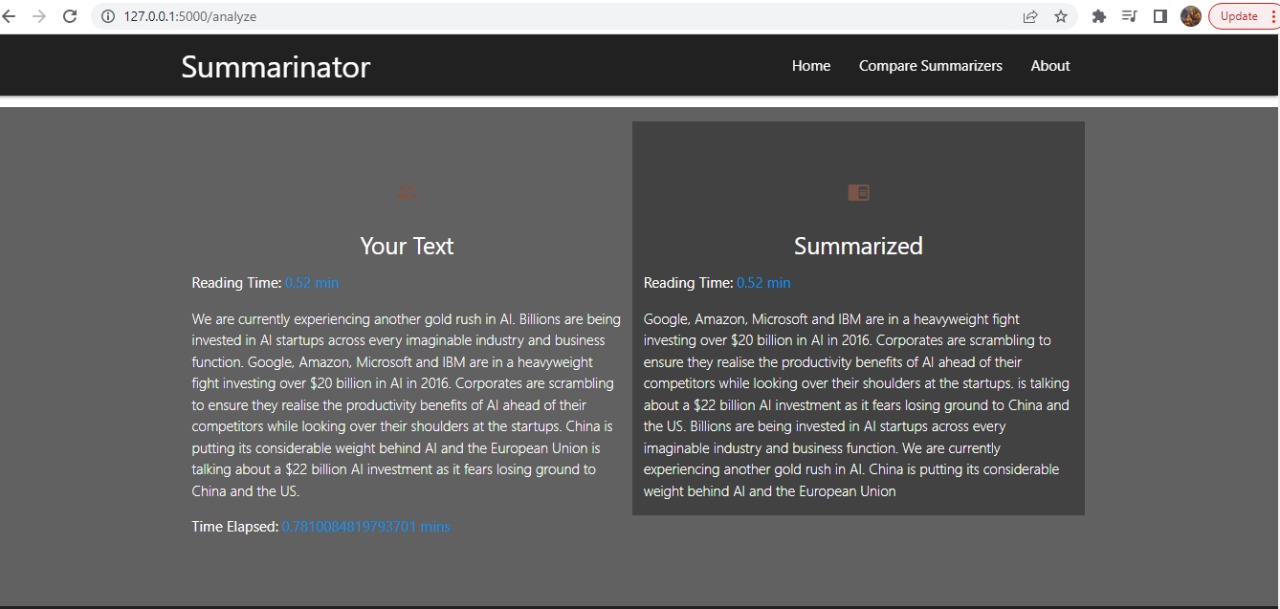 127.0.0.1:5000/analyze
Update
Summarinator
Home
Compare Summarizers
About
Your Text
Reading Time: 0.52 min
We are currently experiencing another gold rush in AI. Billions are being
invested in AI startups across every imaginable industry and business
function. Google, Amazon, Microsoft and IBM are in a heavyweight
fight investing over $20 billion in AI in 2016. Corporates are scrambling
to ensure they realise the productivity benefits of AI ahead of their
competitors while looking over their shoulders at the startups. China is
putting its considerable weight behind AI and the European Union is
talking about a $22 billion AI investment as it fears losing ground to
China and the US.
Time Elapsed: 0.7810084819793701 mins
Summarized
Reading Time: 0.52 min
Google, Amazon, Microsoft and IBM are in a heavyweight fight
investing over $20 billion in AI in 2016. Corporates are scrambling to
ensure they realise the productivity benefits of AI ahead of their
competitors while looking over their shoulders at the startups. is talking
about a $22 billion AI investment as it fears losing ground to China and
the US. Billions are being invested in AI startups across every
imaginable industry and business function. We are currently
experiencing another gold rush in AI. China is putting its considerable
weight behind AI and the European Union